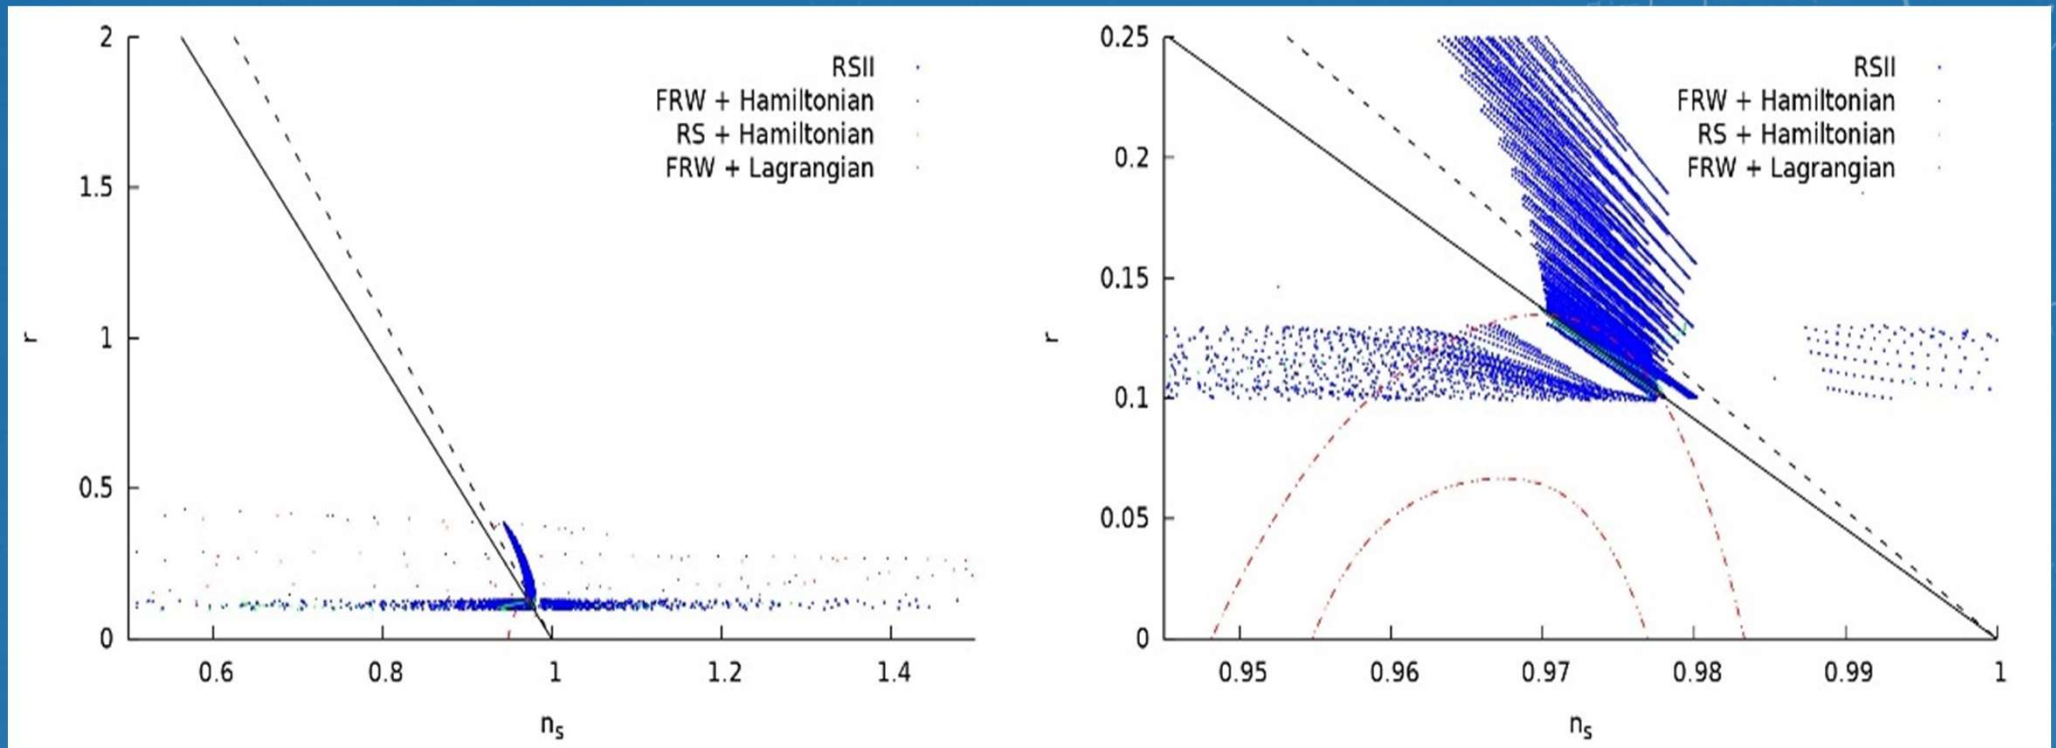 2
1.5
1
0.5
0
r
0.6 0.8 1 1.2 1.4
nₛ
RSII
FRW + Hamiltonian
RS + Hamiltonian
FRW + Lagrangian
0.25
0.2
0.15
0.1
0.05
0
r
0.95 0.96 0.97 0.98 0.99 1
nₛ
RSII
FRW + Hamiltonian
RS + Hamiltonian
FRW + Lagrangian